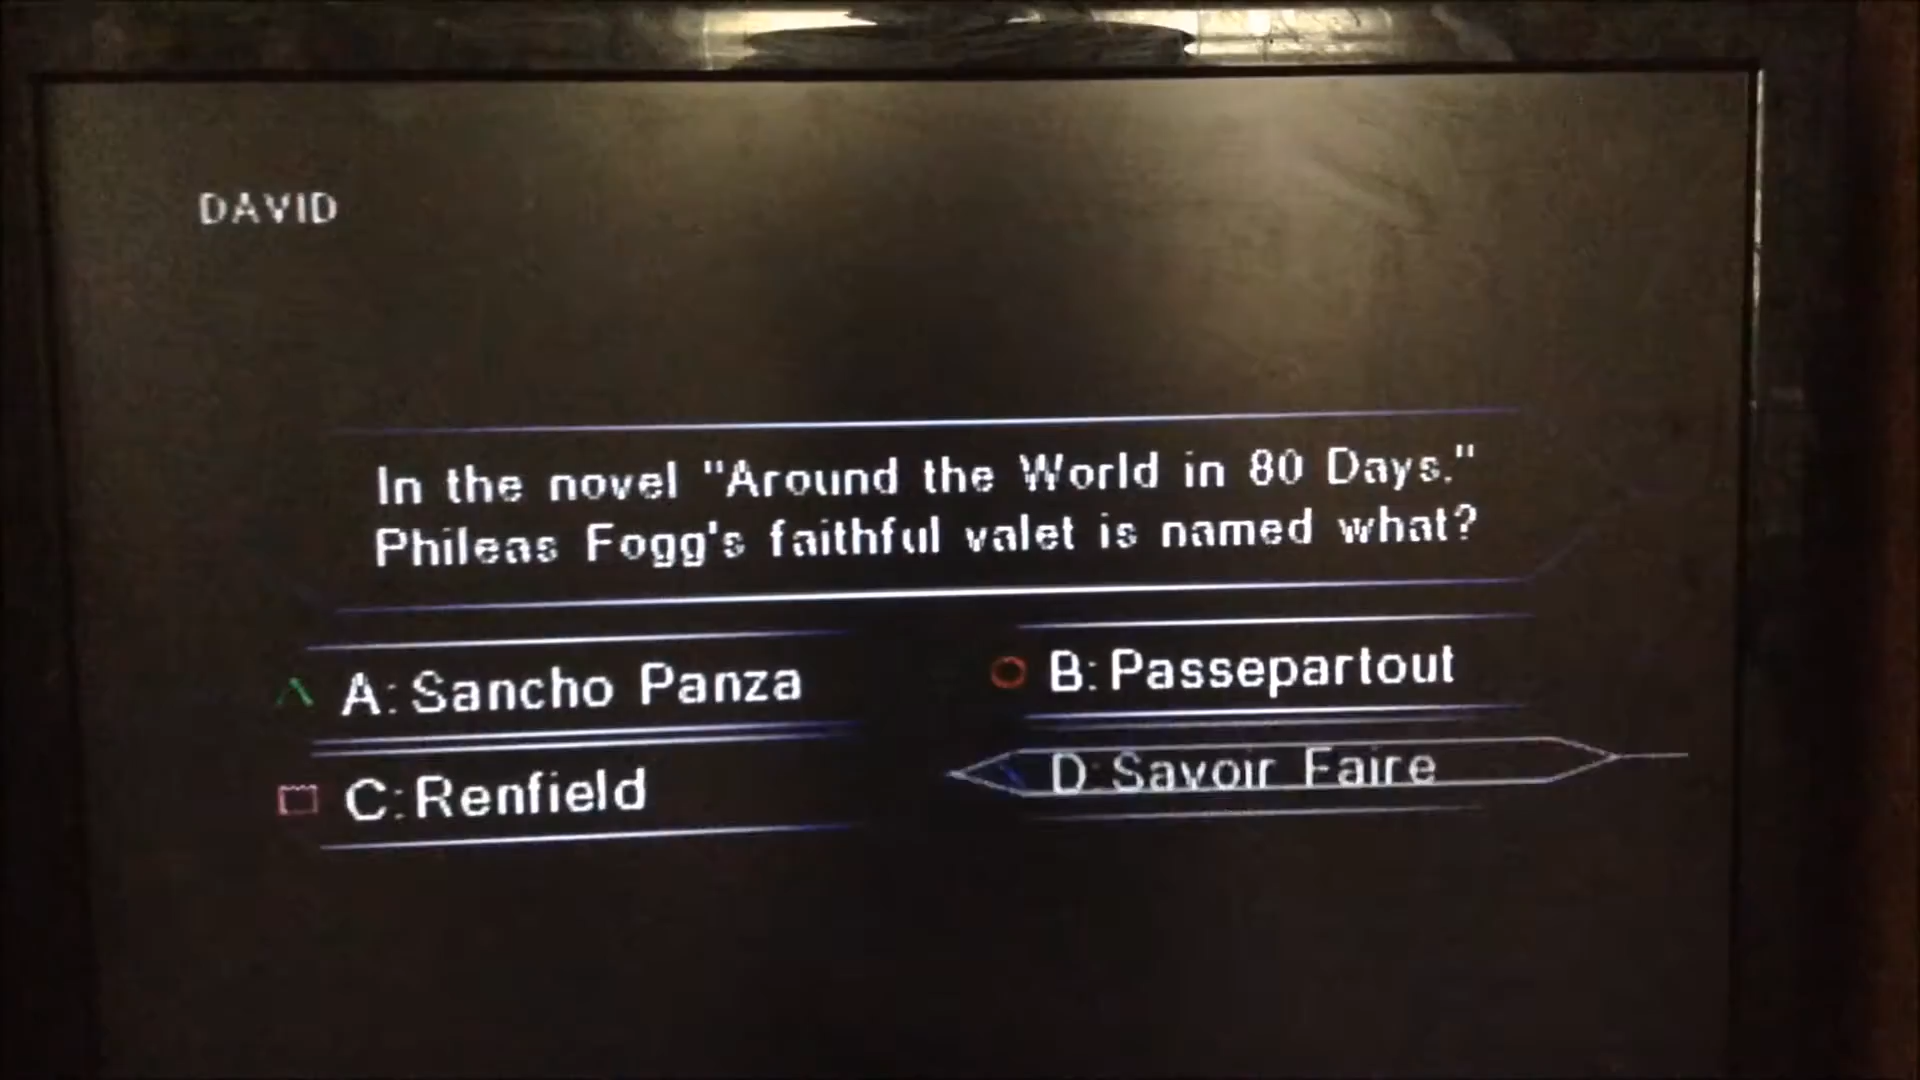 DAVID
In the novel "Around the World in 80 Days."
Phileas Fogg's faithful valet is named what?
A: Sancho Panza
B: Passepartout
C: Renfield
D: Savoir Faire